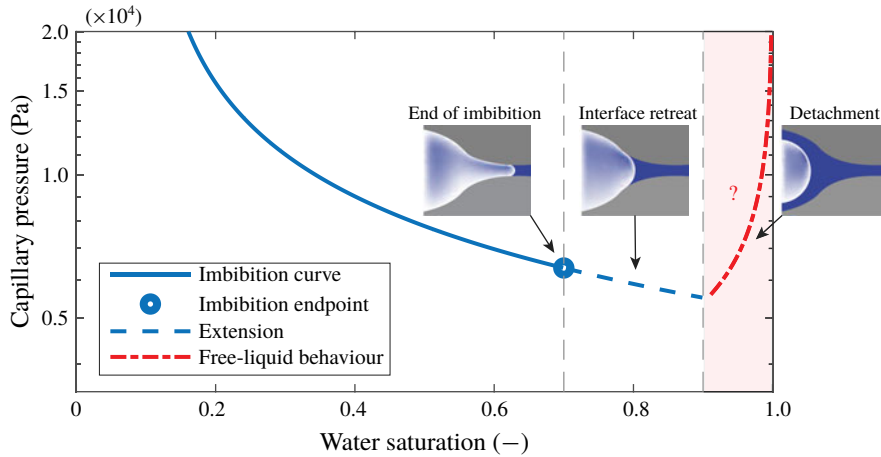 (×10⁴)
2.0
1.5
1.0
0.5
Capillary pressure (Pa)
End of imbibition
Interface retreat
Detachment
?
Imbibition curve
Imbibition endpoint
Extension
Free-liquid behaviour
0
0.2
0.4
0.6
0.8
1.0
Water saturation (−)